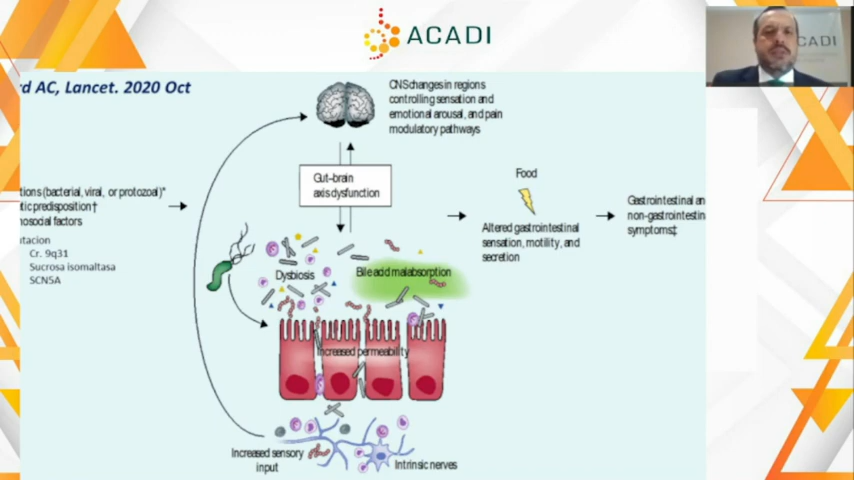 ACADI
CADI
rd AC, Lancet. 2020 Oct
CNS changes in regions
controlling sensation and
emotional arousal, and pain
modulatory pathways
Gut–brain
axis dysfunction
tions (bacterial, viral, or protozoal)*
tic predisposition†
nosocial factors
utacion
Cr. 9q31
Sucrosa isomaltasa
SCN5A
Food
Altered gastrointestinal
sensation, motility, and
secretion
Gastrointestinal an
non-gastrointestin
symptoms‡
Dysbiosis
Bile acid malabsorption
Increased permeability
Increased sensory
input
Intrinsic nerves